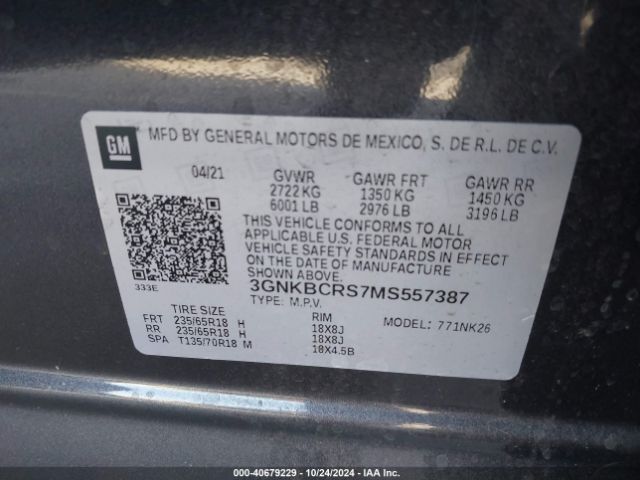 GM
MFD BY GENERAL MOTORS DE MEXICO, S. DE R.L. DE C.V.
04/21 GVWR GAWR FRT GAWR RR
2722 KG 1350 KG 1450 KG
6001 LB 2976 LB 3196 LB
THIS VEHICLE CONFORMS TO ALL
APPLICABLE U.S. FEDERAL MOTOR
VEHICLE SAFETY STANDARDS IN EFFECT
ON THE DATE OF MANUFACTURE
SHOWN ABOVE.
333E 3GNKBCRS7MS557387
TYPE: M.P.V. MODEL: 771NK26
TIRE SIZE RIM
FRT 235/65R18 H 18X8J
RR 235/65R18 H 18X8J
SPA T135/70R18 M 18X4.5B
000-40679229 - 10/24/2024 - IAA Inc.